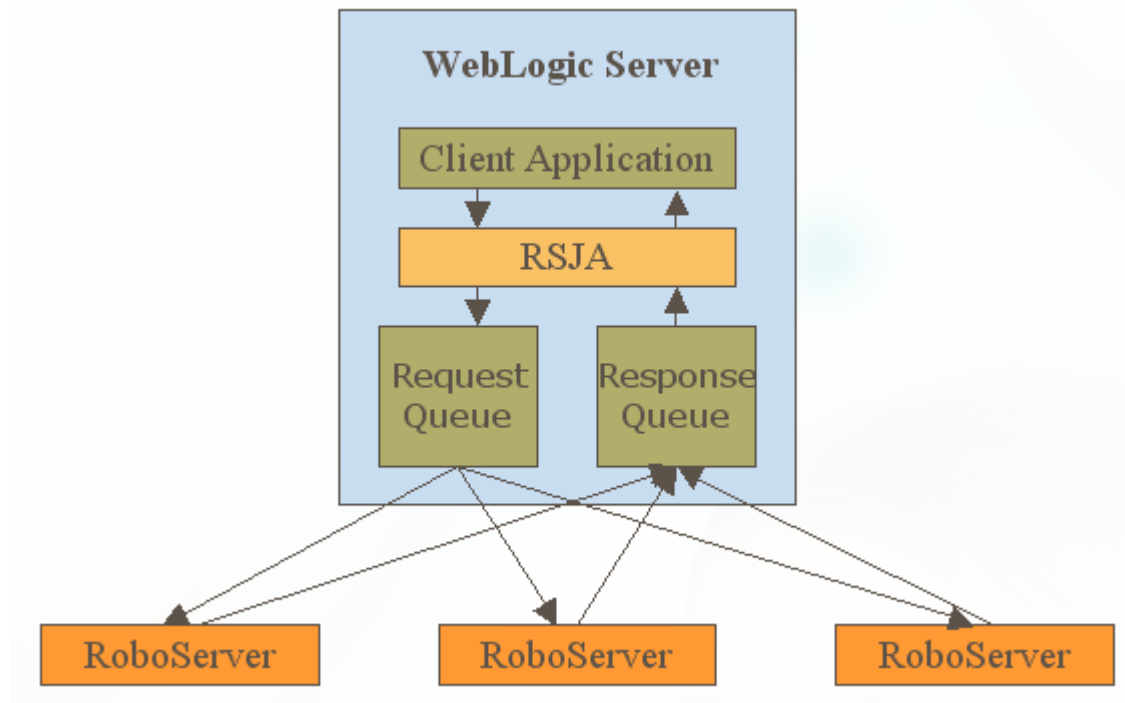 WebLogic Server
Client Application
RSJA
Request
Queue
Response
Queue
RoboServer
RoboServer
RoboServer